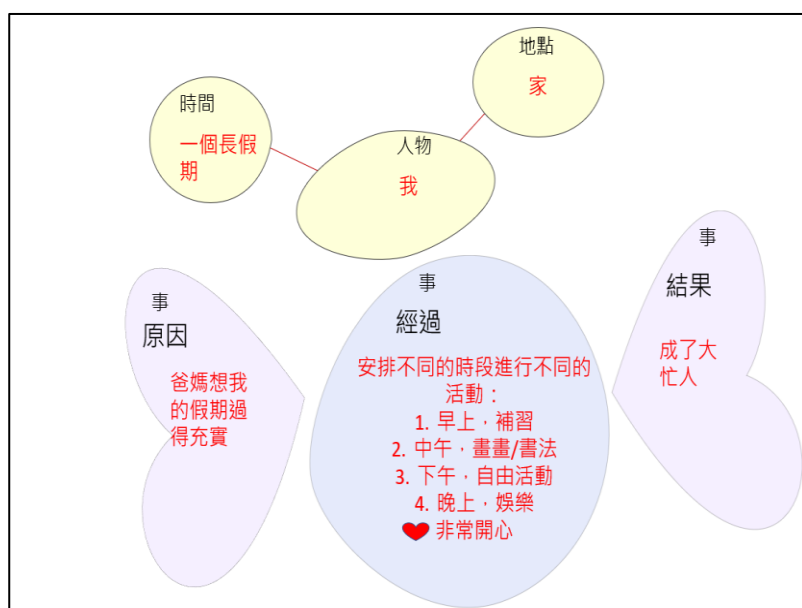 地點
家
時間
一個長假
期
人物
我
事
原因
爸媽想我
的假期過
得充實
事
經過
安排不同的時段進行不同的
活動：
1. 早上，補習
2. 中午，畫畫/書法
3. 下午，自由活動
4. 晚上，娛樂
非常開心
事
結果
成了大
忙人